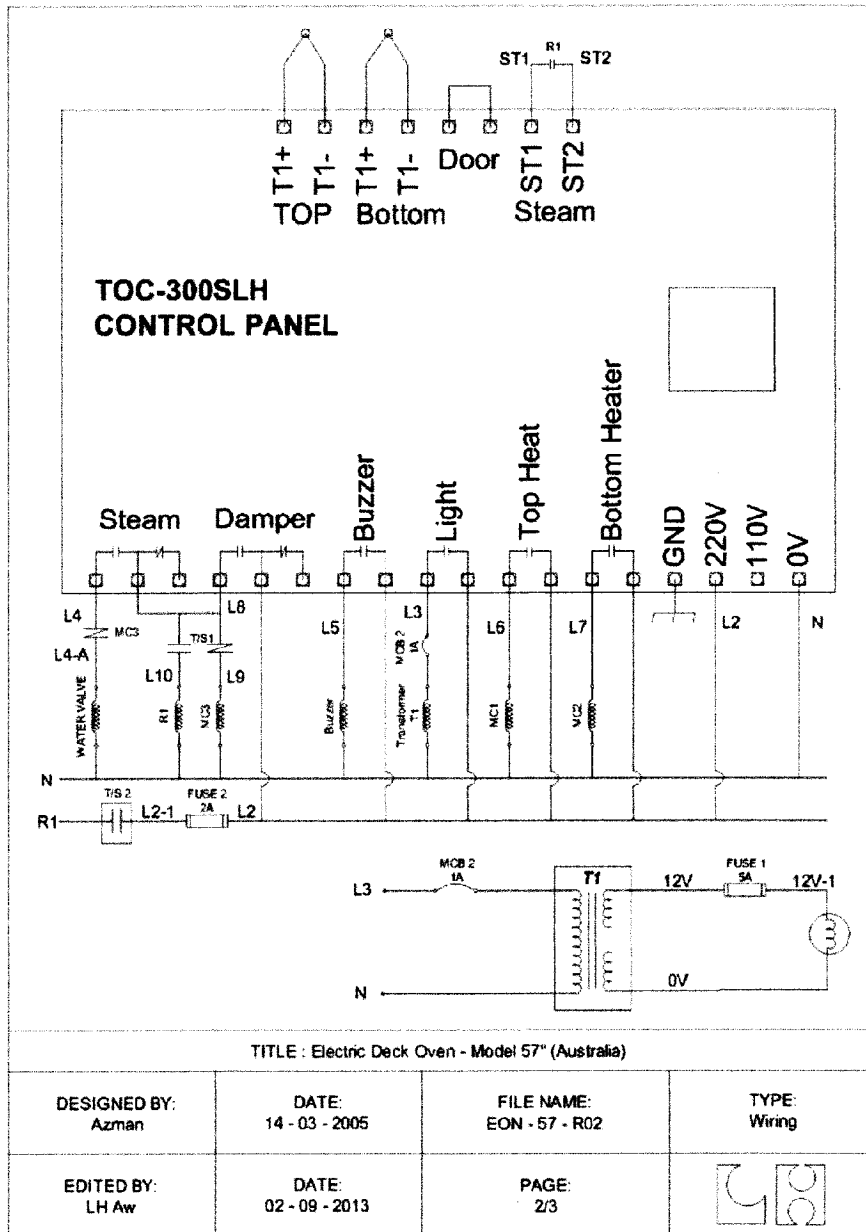 R1
ST1 ST2
T1+ T1- T1+ T1- Door ST1 ST2
TOP Bottom Steam
TOC-300SLH
CONTROL PANEL
Steam Damper Buzzer Light Top Heat Bottom Heater GND 220V 110V 0V
L4 L8 L5 L3 L6 L7 L2 N
MC3 T/S1 MCB 2
1A
L4-A L10 L9
WATER VALVE R1 MC3 Buzzer Transformer
T1 MC1 MC2
N
T/S 2 FUSE 2
R1 L2-1 2A L2
MCB 2 T1 FUSE 1
L3 1A 12V 5A 12V-1
N 0V
TITLE : Electric Deck Oven - Model 57" (Australia)
DESIGNED BY: DATE: FILE NAME: TYPE:
Azman 14 - 03 - 2005 EON - 57 - R02 Wiring
EDITED BY: DATE: PAGE:
LH Aw 02 - 09 - 2013 2/3